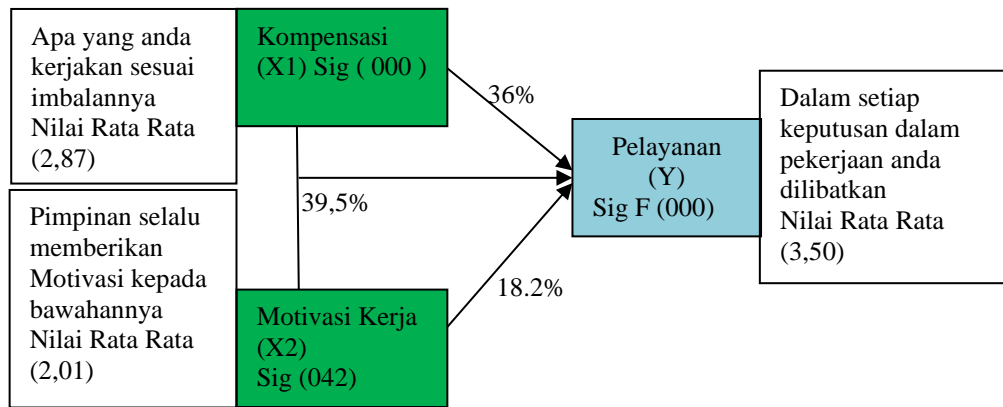 Apa yang anda
kerjakan sesuai
imbalannya
Nilai Rata Rata
(2,87)
Kompensasi
(X1) Sig ( 000 )
36%
Pimpinan selalu
memberikan
Motivasi kepada
bawahannya
Nilai Rata Rata
(2,01)
39,5%
Motivasi Kerja
(X2)
Sig (042)
18.2%
Pelayanan
(Y)
Sig F (000)
Dalam setiap
keputusan dalam
pekerjaan anda
dilibatkan
Nilai Rata Rata
(3,50)